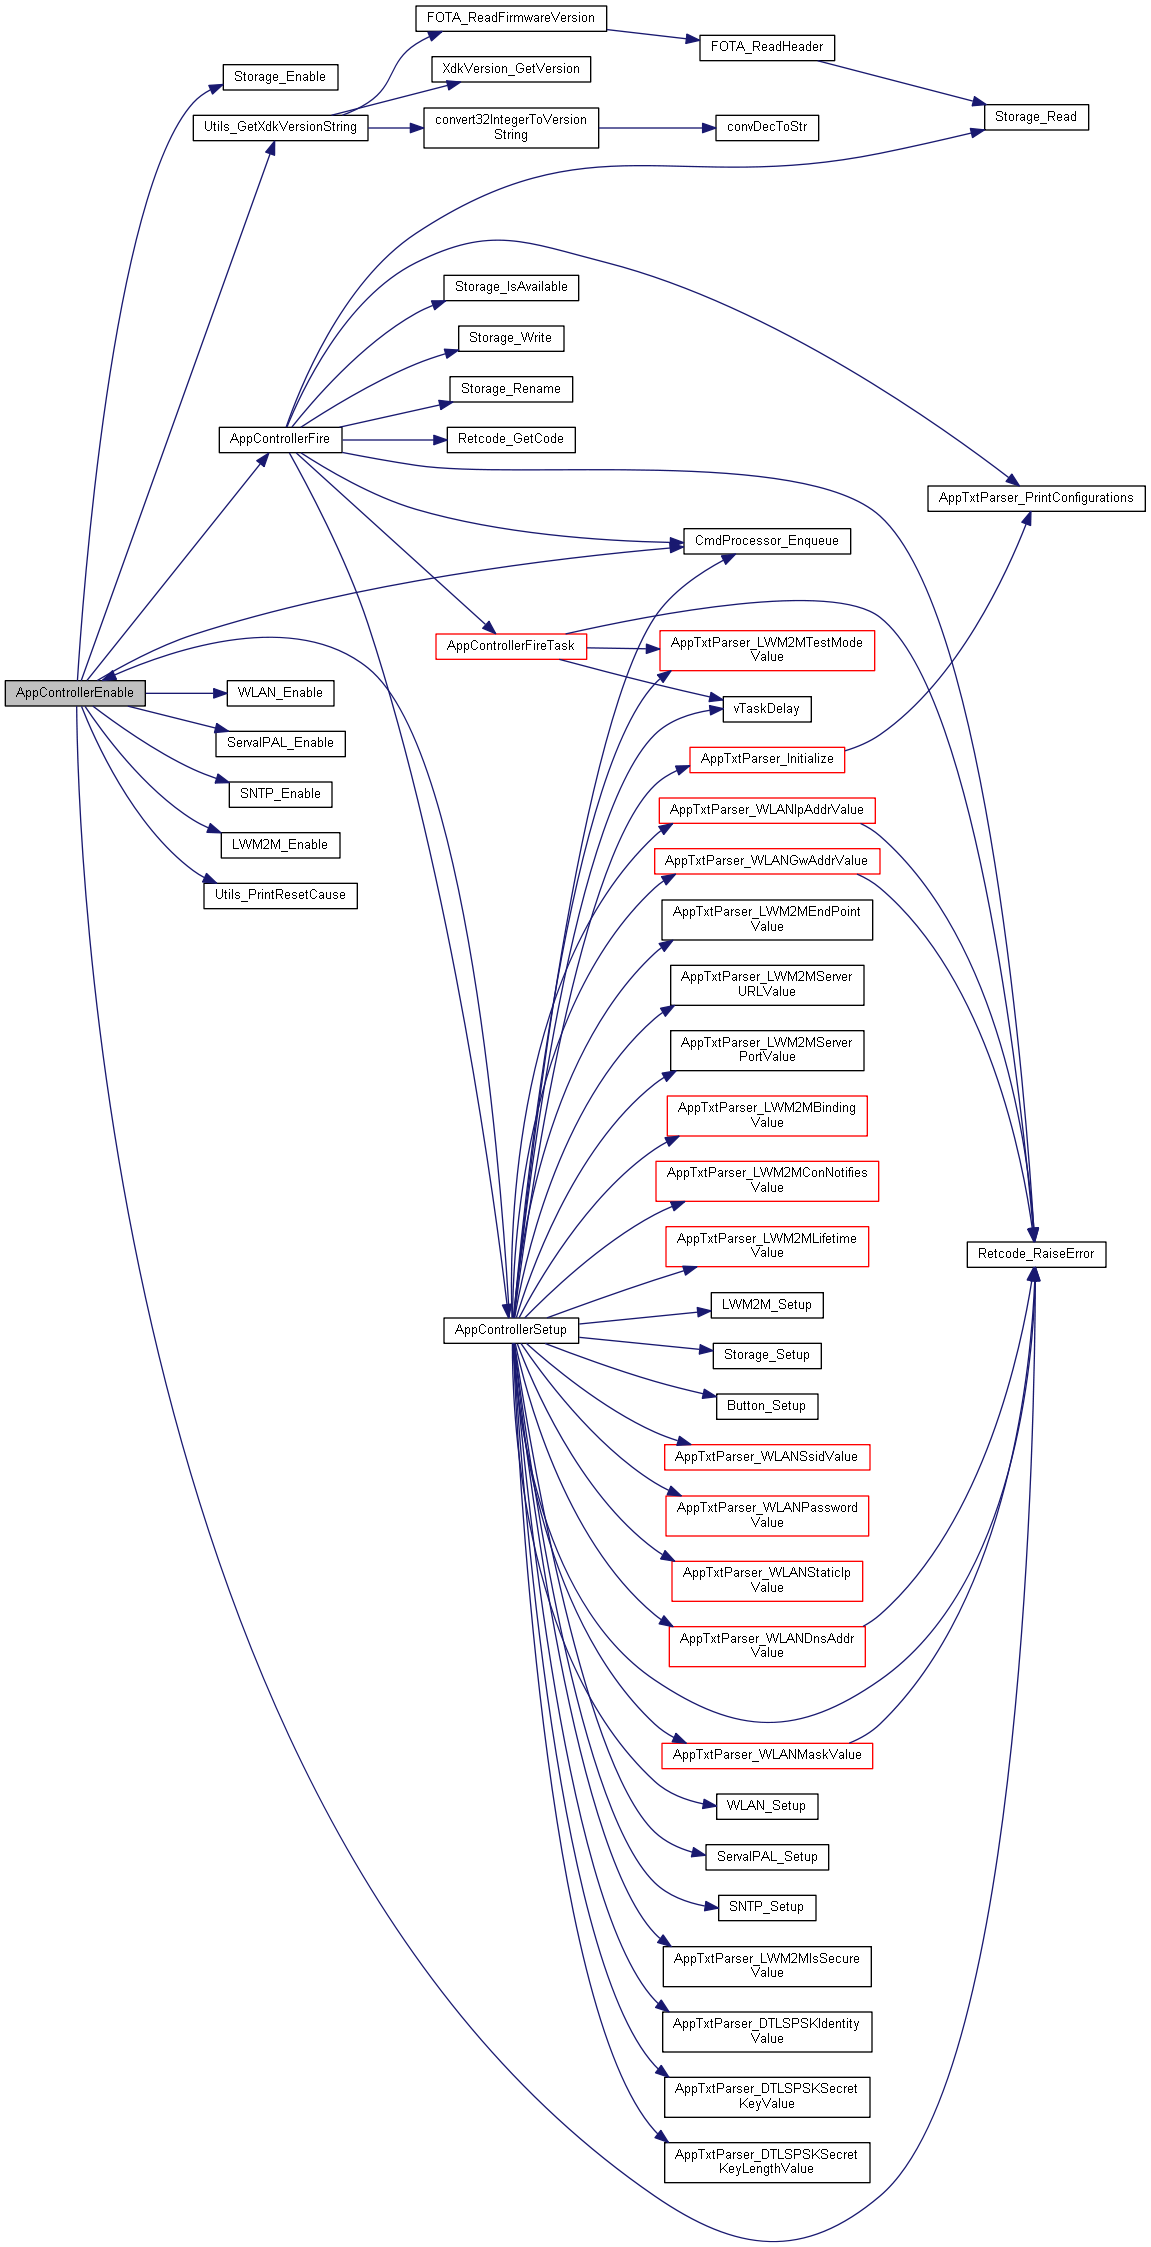 FOTA_ReadFirmwareVersion
FOTA_ReadHeader
Storage_Enable
XdkVersion_GetVersion
Storage_Read
Utils_GetXdkVersionString
convert32IntegerToVersion
String
convDecToStr
Storage_IsAvailable
Storage_Write
Storage_Rename
AppControllerFire
Retcode_GetCode
AppTxtParser_PrintConfigurations
CmdProcessor_Enqueue
AppControllerFireTask
AppTxtParser_LWM2MTestMode
Value
AppControllerEnable
WLAN_Enable
vTaskDelay
ServalPAL_Enable
AppTxtParser_Initialize
SNTP_Enable
AppTxtParser_WLANIpAddrValue
LWM2M_Enable
AppTxtParser_WLANGwAddrValue
Utils_PrintResetCause
AppTxtParser_LWM2MEndPoint
Value
AppTxtParser_LWM2MServer
URLValue
AppTxtParser_LWM2MServer
PortValue
AppTxtParser_LWM2MBinding
Value
AppTxtParser_LWM2MConNotifies
Value
AppTxtParser_LWM2MLifetime
Value
Retcode_RaiseError
LWM2M_Setup
AppControllerSetup
Storage_Setup
Button_Setup
AppTxtParser_WLANSsidValue
AppTxtParser_WLANPassword
Value
AppTxtParser_WLANStaticIp
Value
AppTxtParser_WLANDnsAddr
Value
AppTxtParser_WLANMaskValue
WLAN_Setup
ServalPAL_Setup
SNTP_Setup
AppTxtParser_LWM2MIsSecure
Value
AppTxtParser_DTLSPSKIdentity
Value
AppTxtParser_DTLSPSKSecret
KeyValue
AppTxtParser_DTLSPSKSecret
KeyLengthValue